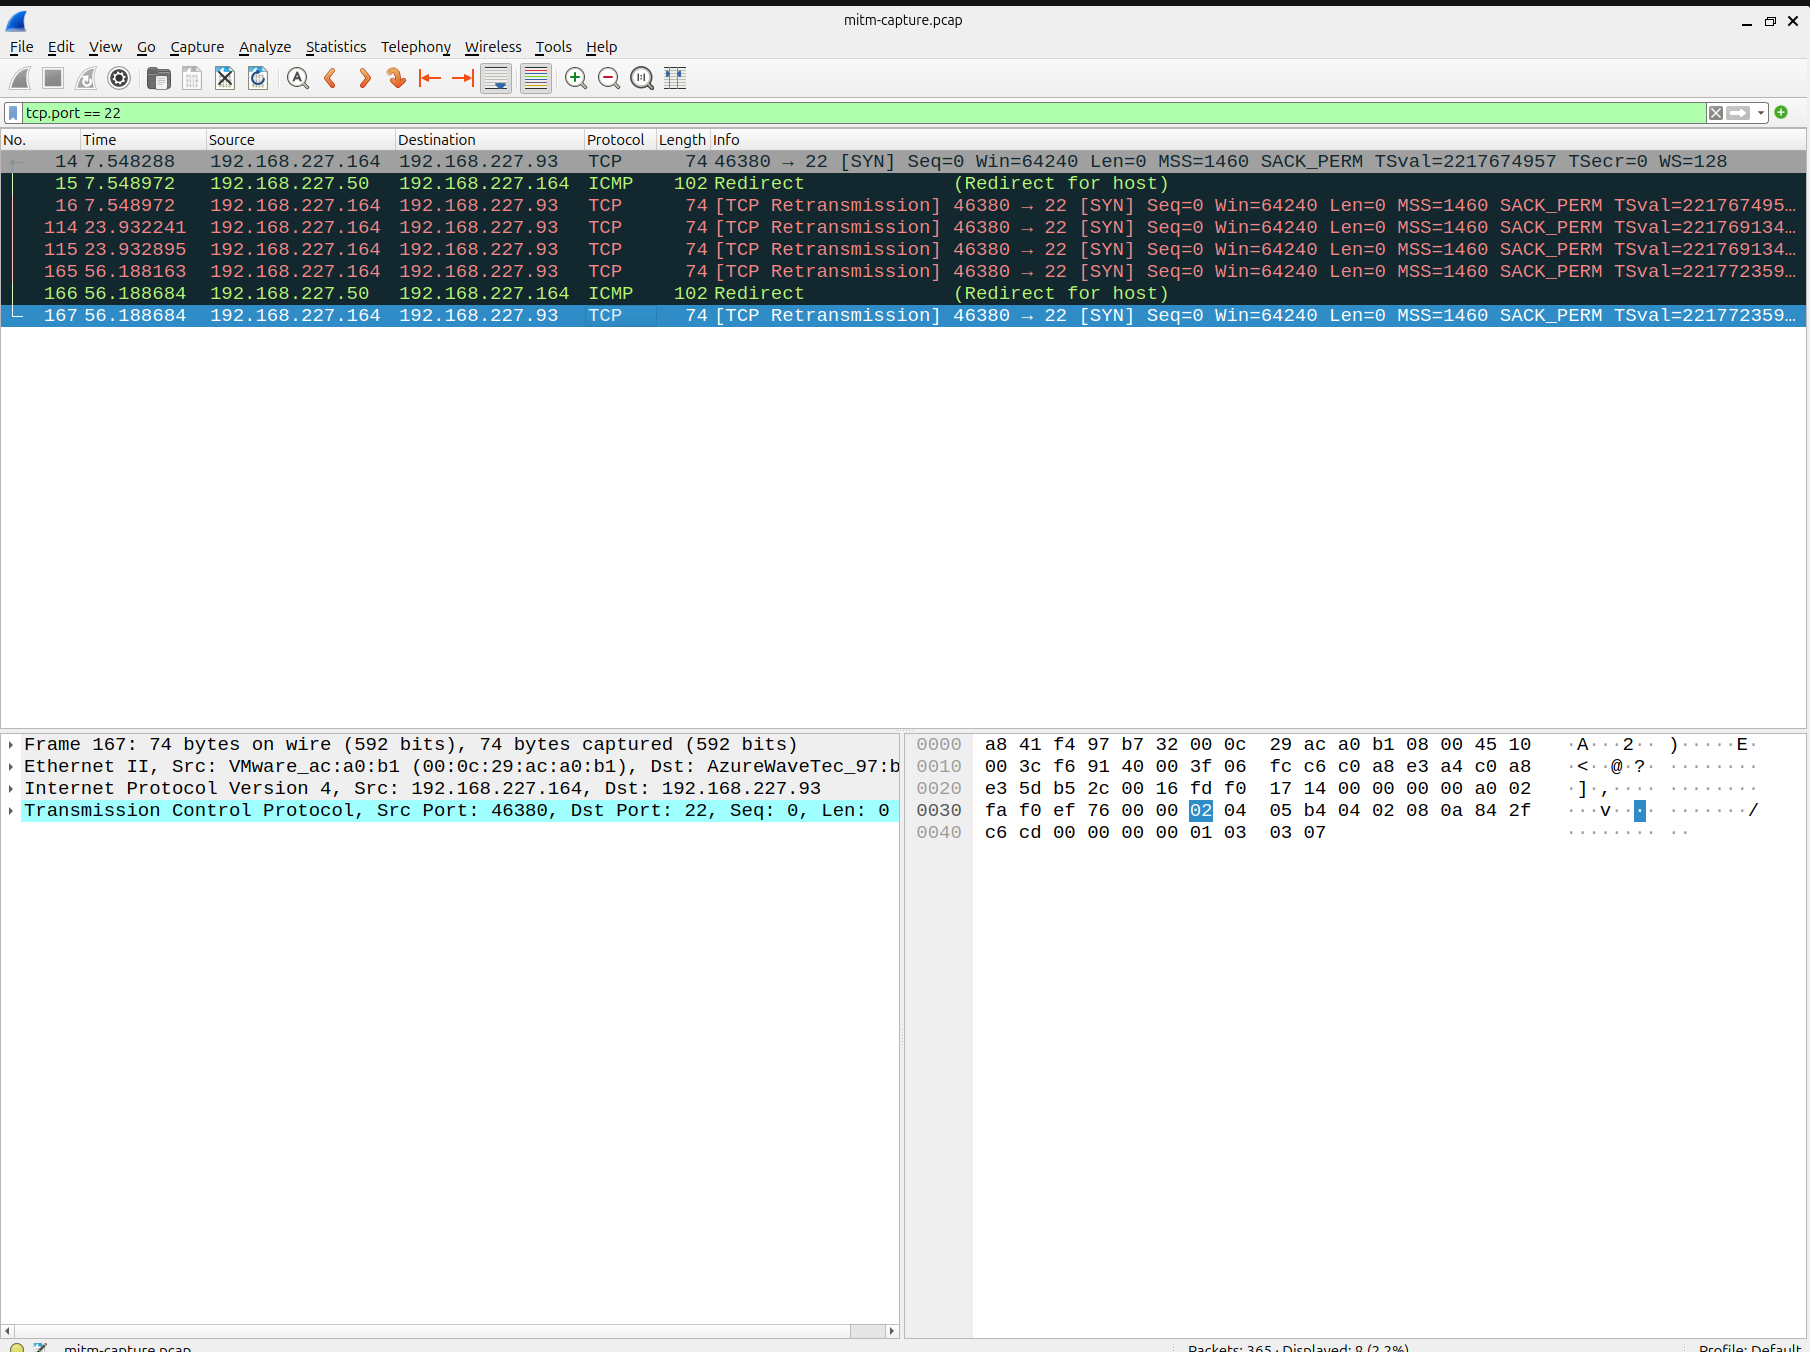 mitm-capture.pcap
File Edit View Go Capture Analyze Statistics Telephony Wireless Tools Help
tcp.port == 22
No. Time Source Destination Protocol Length Info
14 7.548288 192.168.227.164 192.168.227.93 TCP 74 46380 → 22 [SYN] Seq=0 Win=64240 Len=0 MSS=1460 SACK_PERM TSval=2217674957 TSecr=0 WS=128
15 7.548972 192.168.227.50 192.168.227.164 ICMP 102 Redirect (Redirect for host)
16 7.548972 192.168.227.164 192.168.227.93 TCP 74 [TCP Retransmission] 46380 → 22 [SYN] Seq=0 Win=64240 Len=0 MSS=1460 SACK_PERM TSval=221767495…
114 23.932241 192.168.227.164 192.168.227.93 TCP 74 [TCP Retransmission] 46380 → 22 [SYN] Seq=0 Win=64240 Len=0 MSS=1460 SACK_PERM TSval=221769134…
115 23.932895 192.168.227.164 192.168.227.93 TCP 74 [TCP Retransmission] 46380 → 22 [SYN] Seq=0 Win=64240 Len=0 MSS=1460 SACK_PERM TSval=221769134…
165 56.188163 192.168.227.164 192.168.227.93 TCP 74 [TCP Retransmission] 46380 → 22 [SYN] Seq=0 Win=64240 Len=0 MSS=1460 SACK_PERM TSval=221772359…
166 56.188684 192.168.227.50 192.168.227.164 ICMP 102 Redirect (Redirect for host)
167 56.188684 192.168.227.164 192.168.227.93 TCP 74 [TCP Retransmission] 46380 → 22 [SYN] Seq=0 Win=64240 Len=0 MSS=1460 SACK_PERM TSval=221772359…
Frame 167: 74 bytes on wire (592 bits), 74 bytes captured (592 bits)
Ethernet II, Src: VMware_ac:a0:b1 (00:0c:29:ac:a0:b1), Dst: AzureWaveTec_97:b
Internet Protocol Version 4, Src: 192.168.227.164, Dst: 192.168.227.93
Transmission Control Protocol, Src Port: 46380, Dst Port: 22, Seq: 0, Len: 0
0000 a8 41 f4 97 b7 32 00 0c 29 ac a0 b1 08 00 45 10 ·A···2·· )·····E·
0010 00 3c f6 91 40 00 3f 06 fc c6 c0 a8 e3 a4 c0 a8 ·<··@·?· ········
0020 e3 5d b5 2c 00 16 fd f0 17 14 00 00 00 00 a0 02 ·],····· ········
0030 fa f0 ef 76 00 00 02 04 05 b4 04 02 08 0a 84 2f ···v···· ·······/
0040 c6 cd 00 00 00 00 01 03 03 07 ········ ··
mitm-capture.pcap Packets: 365 · Displayed: 8 (2.2%) Profile: Default